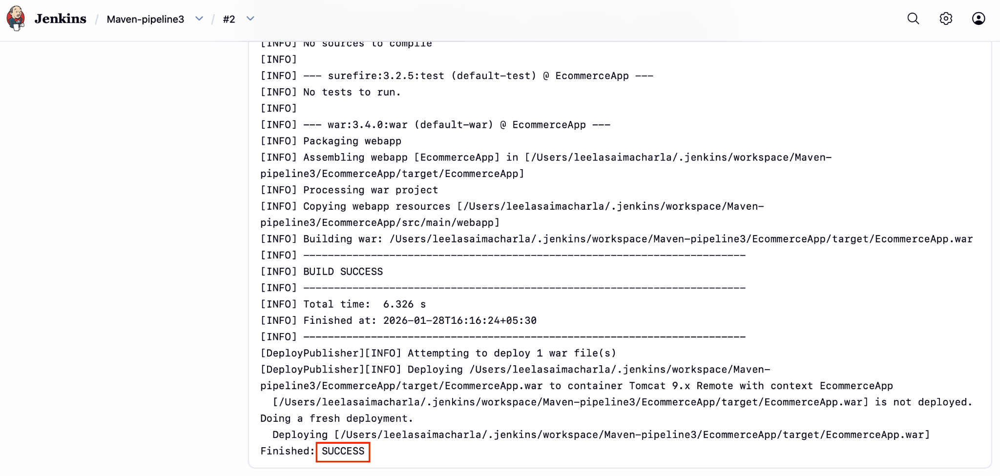 Jenkins / Maven-pipeline3 / #2
[INFO] No sources to compile
[INFO]
[INFO] --- surefire:3.2.5:test (default-test) @ EcommerceApp ---
[INFO] No tests to run.
[INFO]
[INFO] --- war:3.4.0:war (default-war) @ EcommerceApp ---
[INFO] Packaging webapp
[INFO] Assembling webapp [EcommerceApp] in [/Users/leelasaimacharla/.jenkins/workspace/Maven-
pipeline3/EcommerceApp/target/EcommerceApp]
[INFO] Processing war project
[INFO] Copying webapp resources [/Users/leelasaimacharla/.jenkins/workspace/Maven-
pipeline3/EcommerceApp/src/main/webapp]
[INFO] Building war: /Users/leelasaimacharla/.jenkins/workspace/Maven-pipeline3/EcommerceApp/target/EcommerceApp.war
[INFO] ------------------------------------------------------------------------
[INFO] BUILD SUCCESS
[INFO] ------------------------------------------------------------------------
[INFO] Total time:  6.326 s
[INFO] Finished at: 2026-01-28T16:16:24+05:30
[INFO] ------------------------------------------------------------------------
[DeployPublisher][INFO] Attempting to deploy 1 war file(s)
[DeployPublisher][INFO] Deploying /Users/leelasaimacharla/.jenkins/workspace/Maven-
pipeline3/EcommerceApp/target/EcommerceApp.war to container Tomcat 9.x Remote with context EcommerceApp
  [/Users/leelasaimacharla/.jenkins/workspace/Maven-pipeline3/EcommerceApp/target/EcommerceApp.war] is not deployed.
Doing a fresh deployment.
  Deploying [/Users/leelasaimacharla/.jenkins/workspace/Maven-pipeline3/EcommerceApp/target/EcommerceApp.war]
Finished: SUCCESS